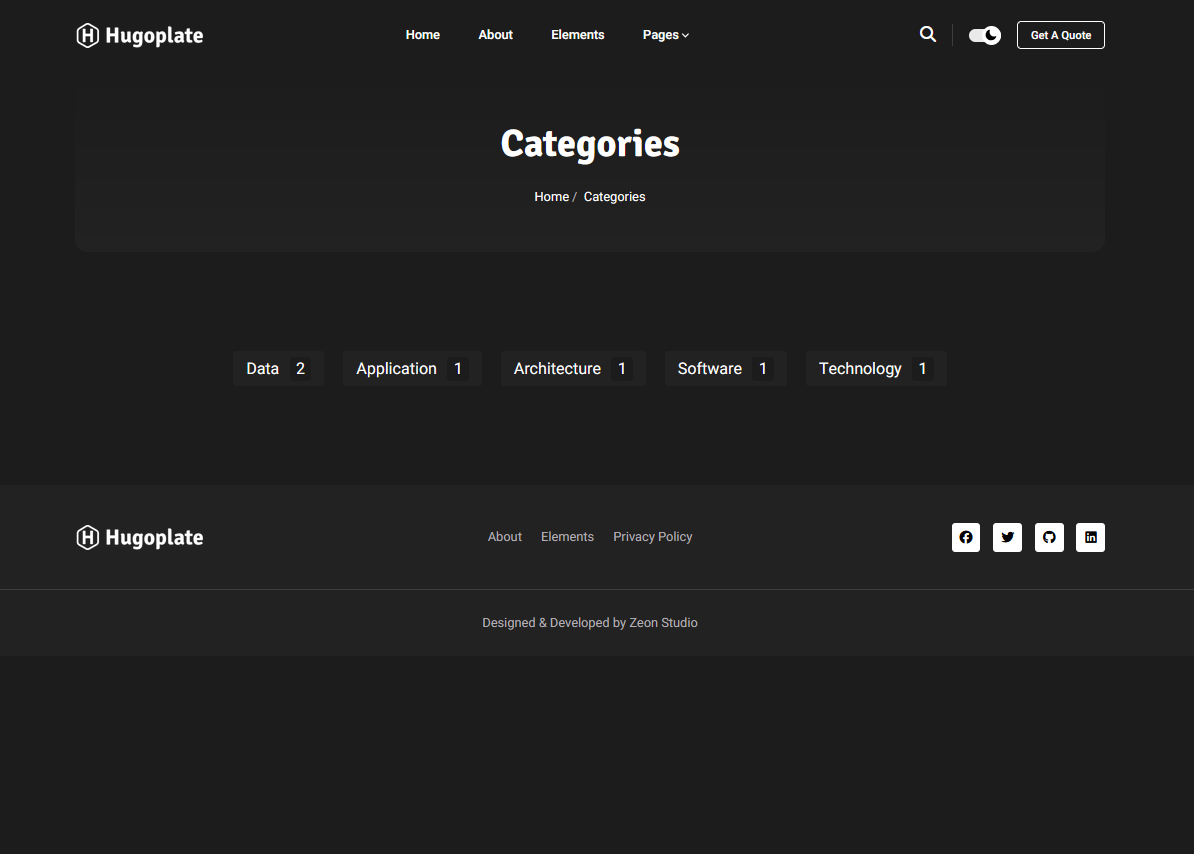 Hugoplate Home About Elements Pages Get A Quote
Categories
Home / Categories
Data 2 Application 1 Architecture 1 Software 1 Technology 1
Hugoplate About Elements Privacy Policy
Designed & Developed by Zeon Studio